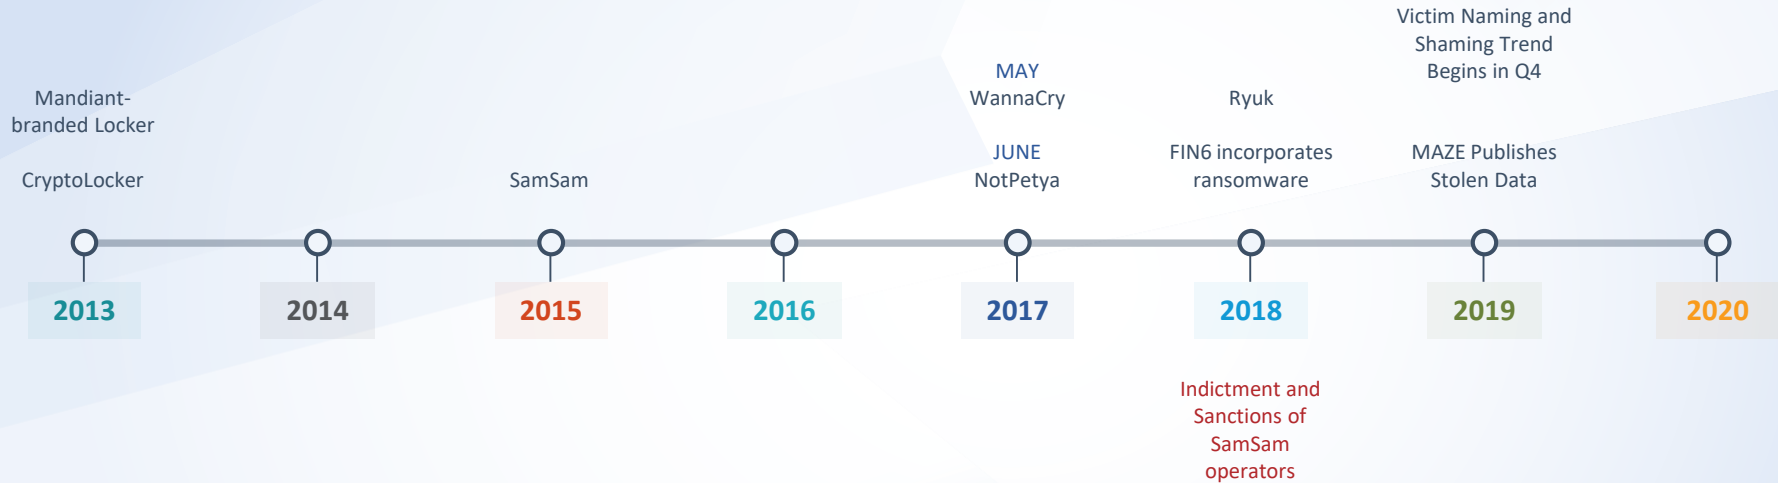 Mandiant-
branded Locker
CryptoLocker
SamSam
MAY
WannaCry
JUNE
NotPetya
Ryuk
FIN6 incorporates
ransomware
Victim Naming and
Shaming Trend
Begins in Q4
MAZE Publishes
Stolen Data
2013
2014
2015
2016
2017
2018
2019
2020
Indictment and
Sanctions of
SamSam
operators